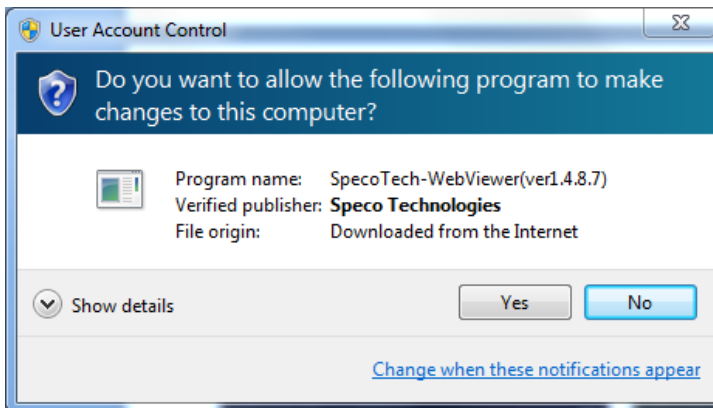 User Account Control
Do you want to allow the following program to make
changes to this computer?
Program name: SpecoTech-WebViewer(ver1.4.8.7)
Verified publisher: Speco Technologies
File origin: Downloaded from the Internet
Show details
Yes
No
Change when these notifications appear